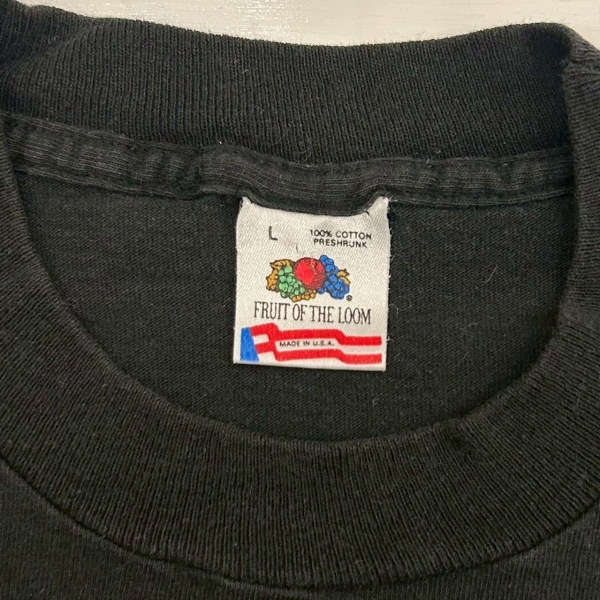 L 100% COTTON
PRESHRUNK
FRUIT OF THE LOOM
MADE IN U.S.A.